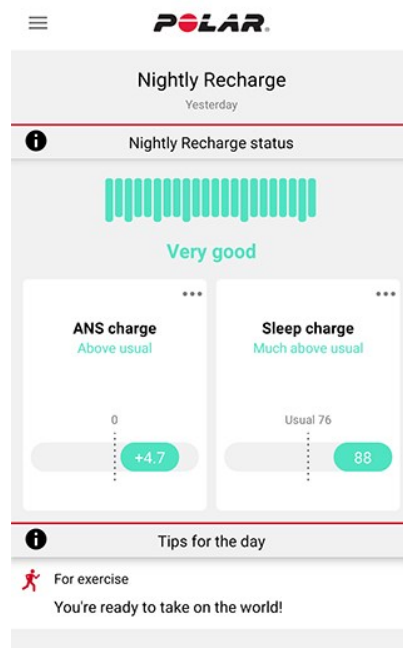 POLAR.
Nightly Recharge
Yesterday
Nightly Recharge status
Very good
ANS charge
Above usual
0
+4.7
Sleep charge
Much above usual
Usual 76
88
Tips for the day
For exercise
You're ready to take on the world!